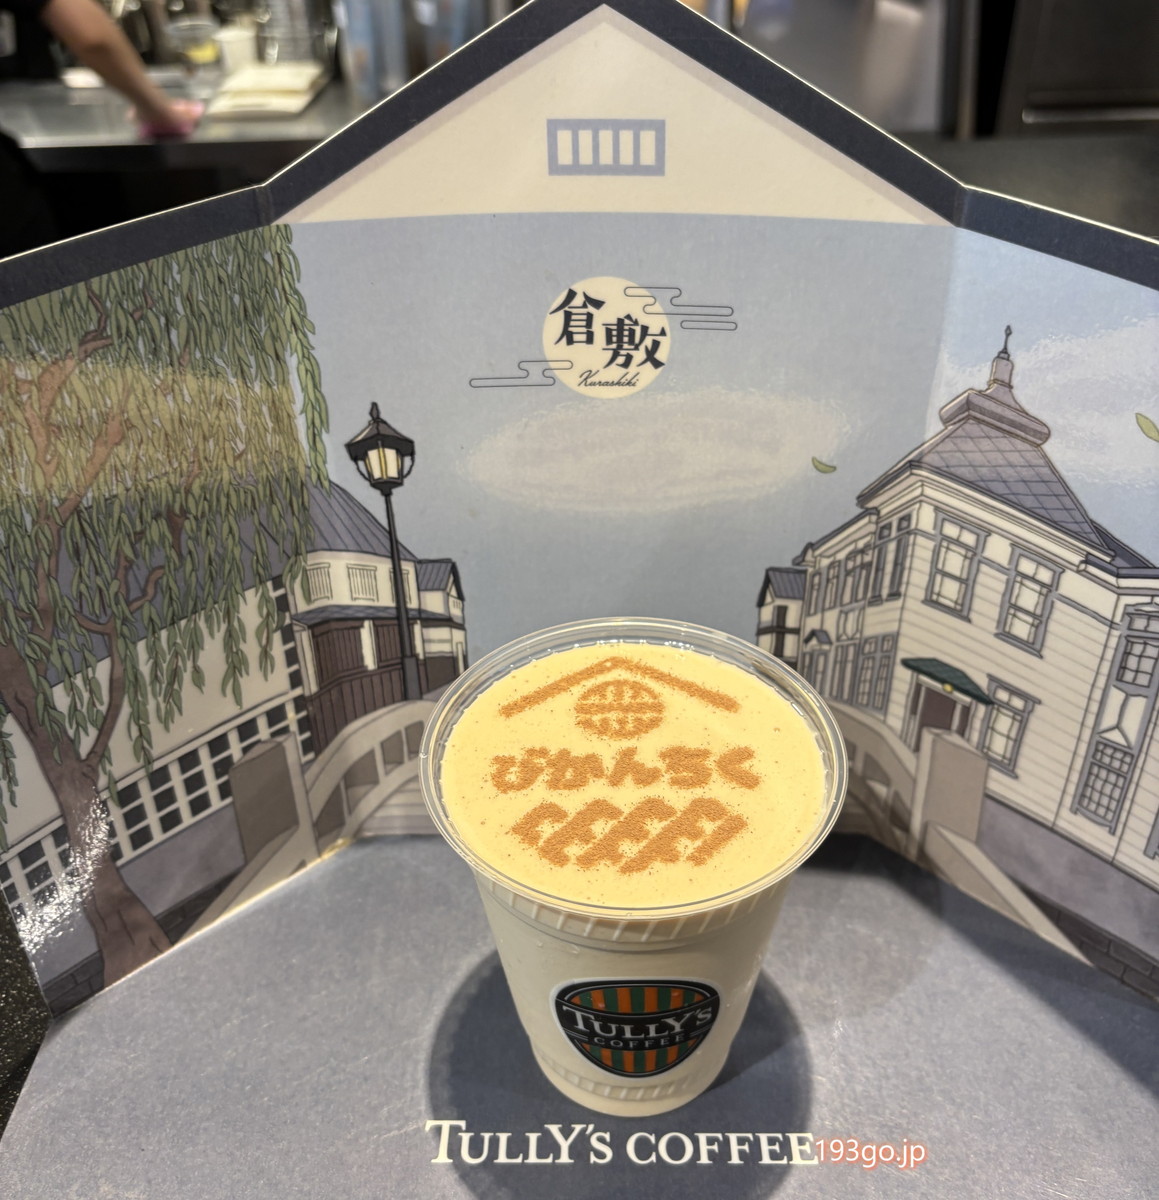 倉敷
Kurashiki
びかんちく
TULLY'S
COFFEE
TULLY'S COFFEE
193go.jp